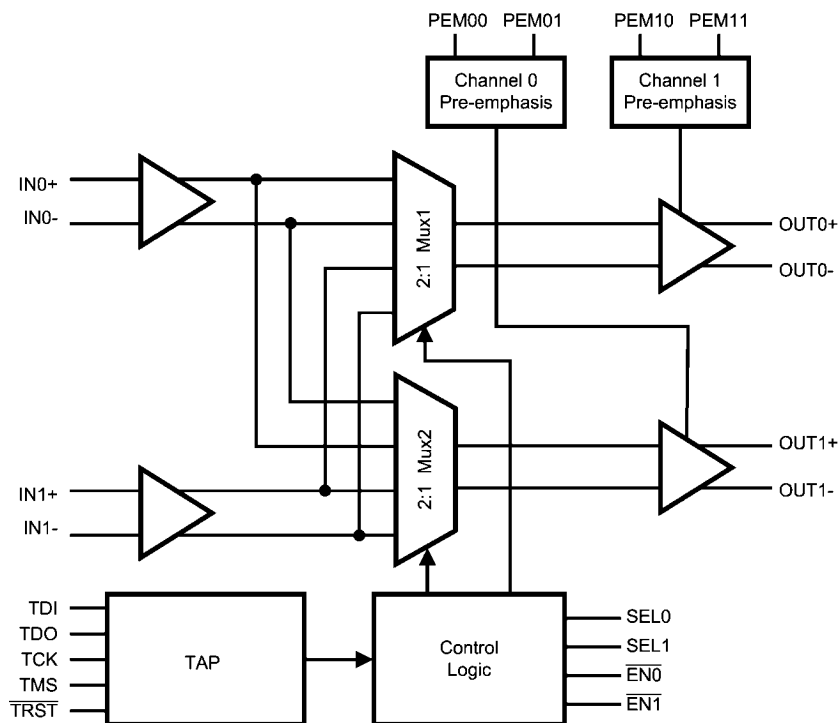 PEM00 PEM01 PEM10 PEM11
Channel 0
Pre-emphasis
Channel 1
Pre-emphasis
IN0+
IN0-
2:1 Mux1
OUT0+
OUT0-
IN1+
IN1-
2:1 Mux2
OUT1+
OUT1-
TDI
TDO
TCK
TMS
TRST
TAP
Control
Logic
SEL0
SEL1
EN0
EN1